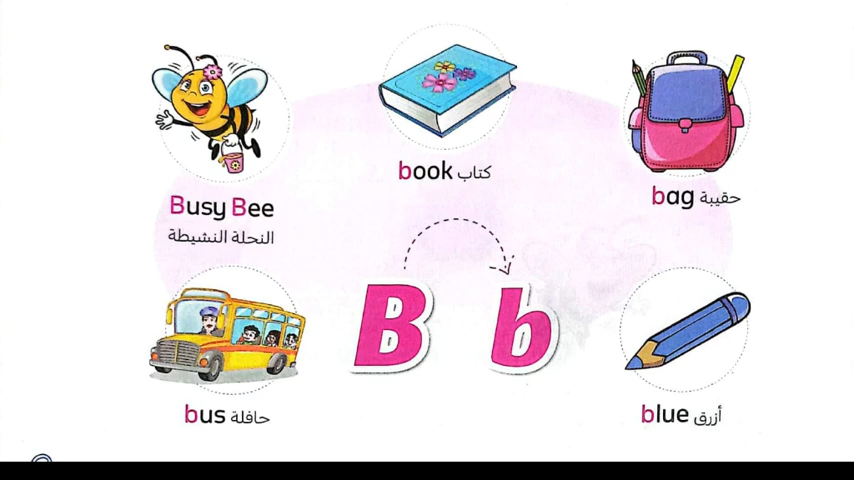 book كتاب
Busy Bee
النحلة النشيطة
bag حقيبة
B b
bus حافلة
blue أزرق